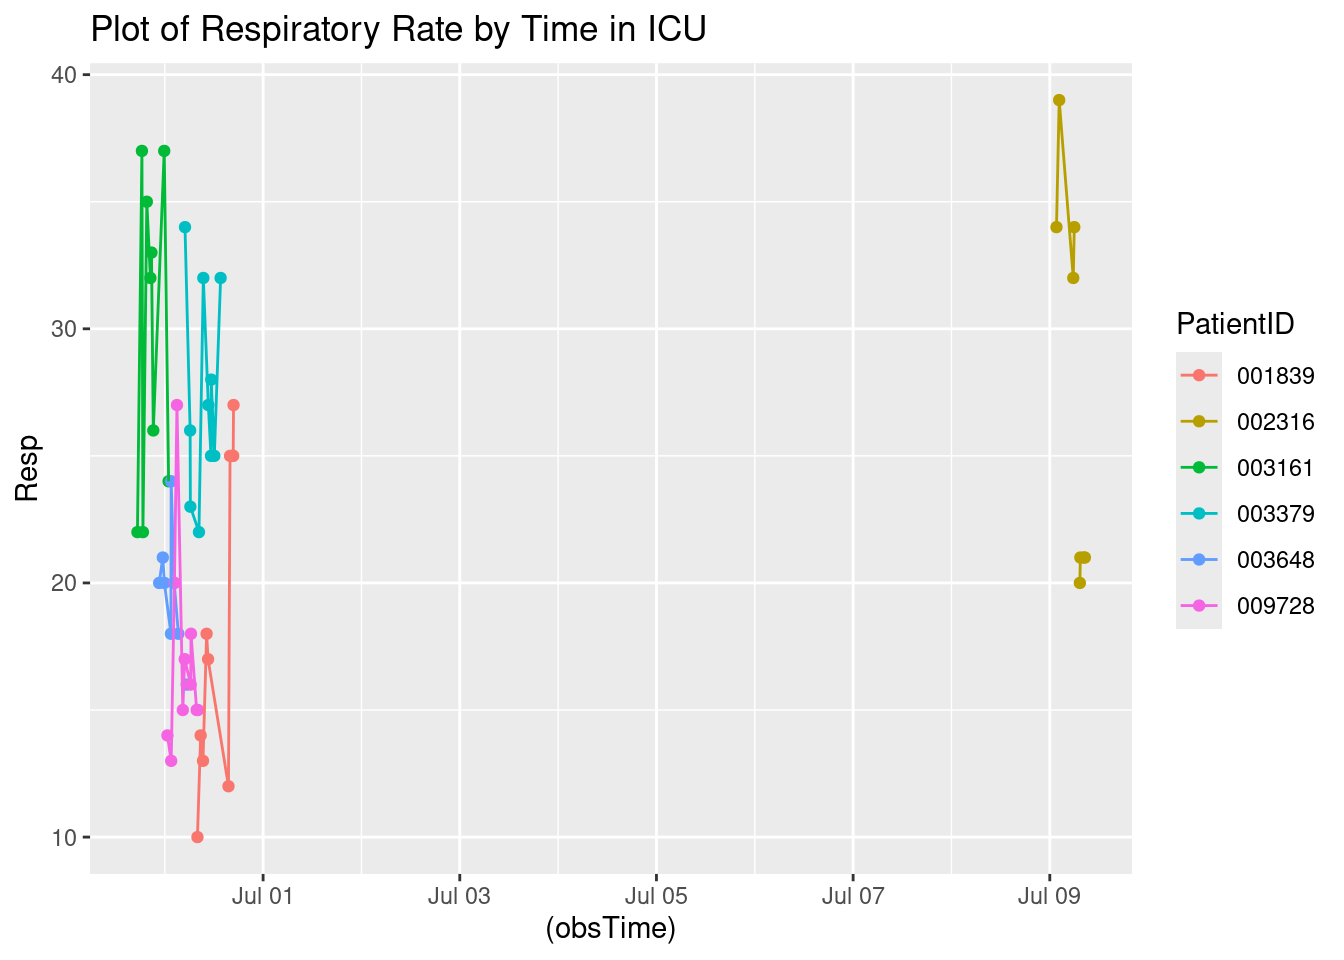 Plot of Respiratory Rate by Time in ICU
40
30
20
10
Resp
Jul 01
Jul 03
Jul 05
Jul 07
Jul 09
(obsTime)
PatientID
001839
002316
003161
003379
003648
009728